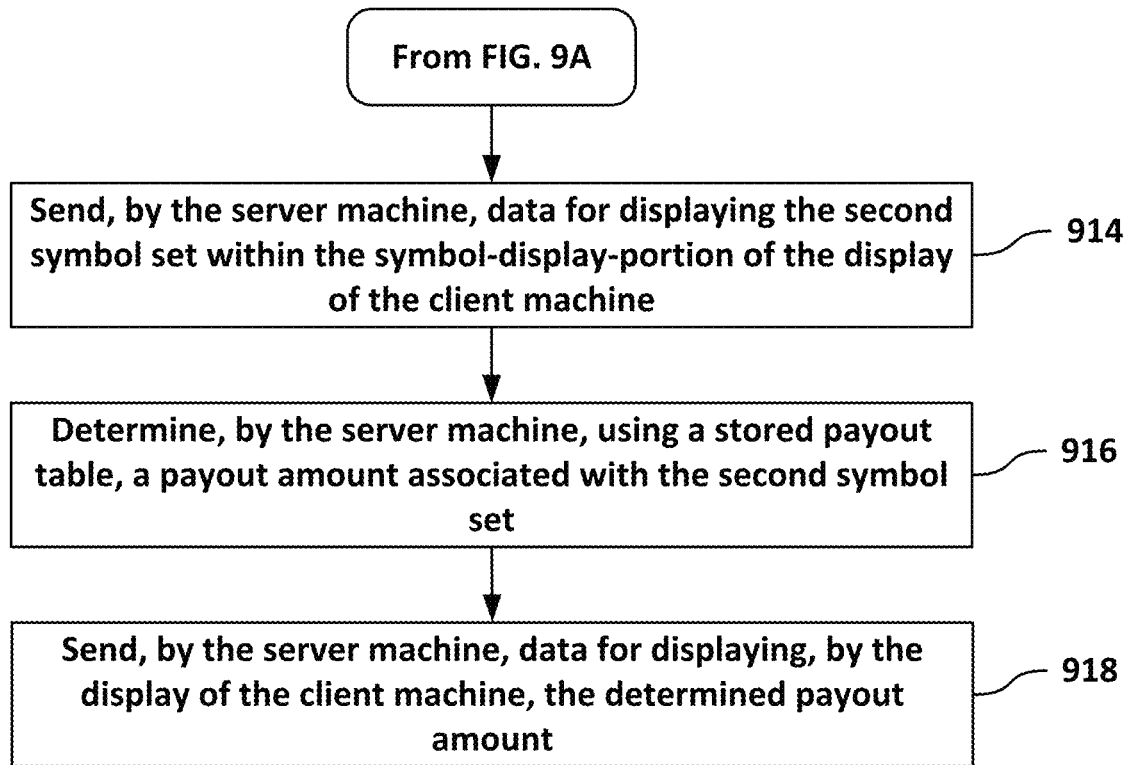 From FIG. 9A
Send, by the server machine, data for displaying the second
symbol set within the symbol-display-portion of the display
of the client machine
914
Determine, by the server machine, using a stored payout
table, a payout amount associated with the second symbol
set
916
Send, by the server machine, data for displaying, by the
display of the client machine, the determined payout
amount
918